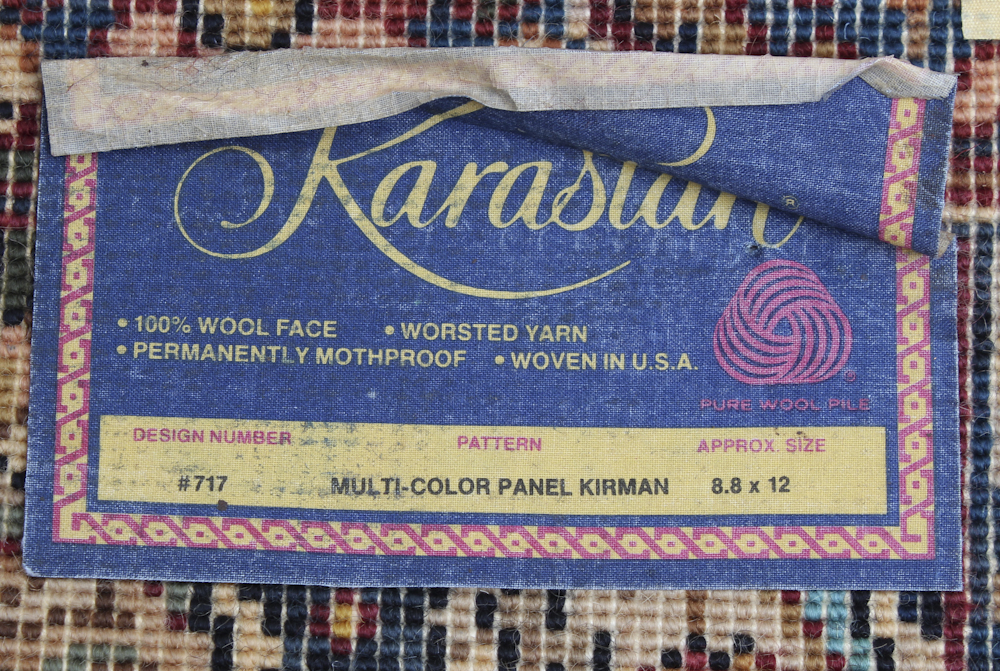 Karastan®
• 100% WOOL FACE • WORSTED YARN
• PERMANENTLY MOTHPROOF • WOVEN IN U.S.A.
PURE WOOL PILE
DESIGN NUMBER PATTERN APPROX. SIZE
#717 MULTI-COLOR PANEL KIRMAN 8.8 x 12